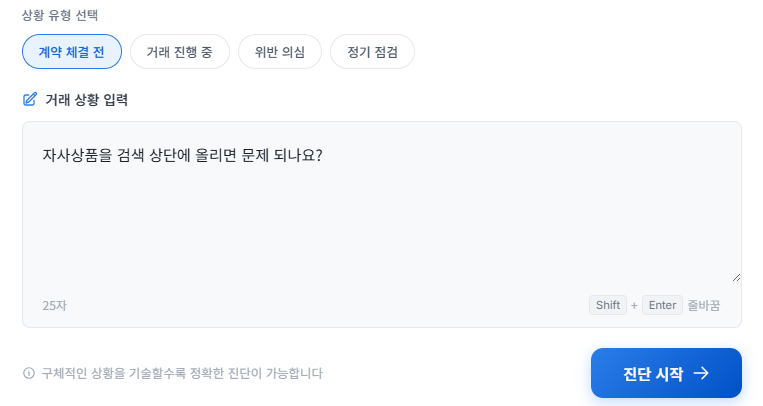 상황 유형 선택
계약 체결 전 거래 진행 중 위반 의심 정기 점검
거래 상황 입력
자사상품을 검색 상단에 올리면 문제 되나요?
25자 Shift + Enter 줄바꿈
구체적인 상황을 기술할수록 정확한 진단이 가능합니다 진단 시작 →